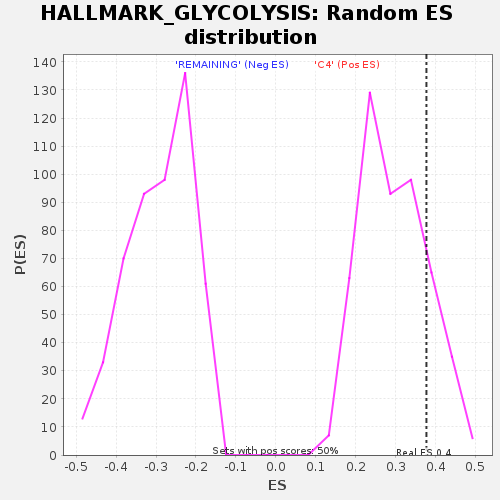 HALLMARK_GLYCOLYSIS: Random ES
distribution
'REMAINING' (Neg ES) 'C4' (Pos ES)
140
130
120
110
100
90
80
70
60
50
40
30
20
10
0
P(ES)
Sets with pos scores: 50%
Real ES 0.4
-0.5 -0.4 -0.3 -0.2 -0.1 0.0 0.1 0.2 0.3 0.4 0.5
ES